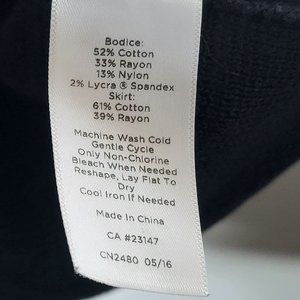 Bodice:
52% Cotton
33% Rayon
13% Nylon
2% Lycra ® Spandex
Skirt:
61% Cotton
39% Rayon
Machine Wash Cold
Gentle Cycle
Only Non-Chlorine
Bleach When Needed
Reshape, Lay Flat To
Dry
Cool Iron If Needed
Made In China
CA #23147
CN2480 05/16